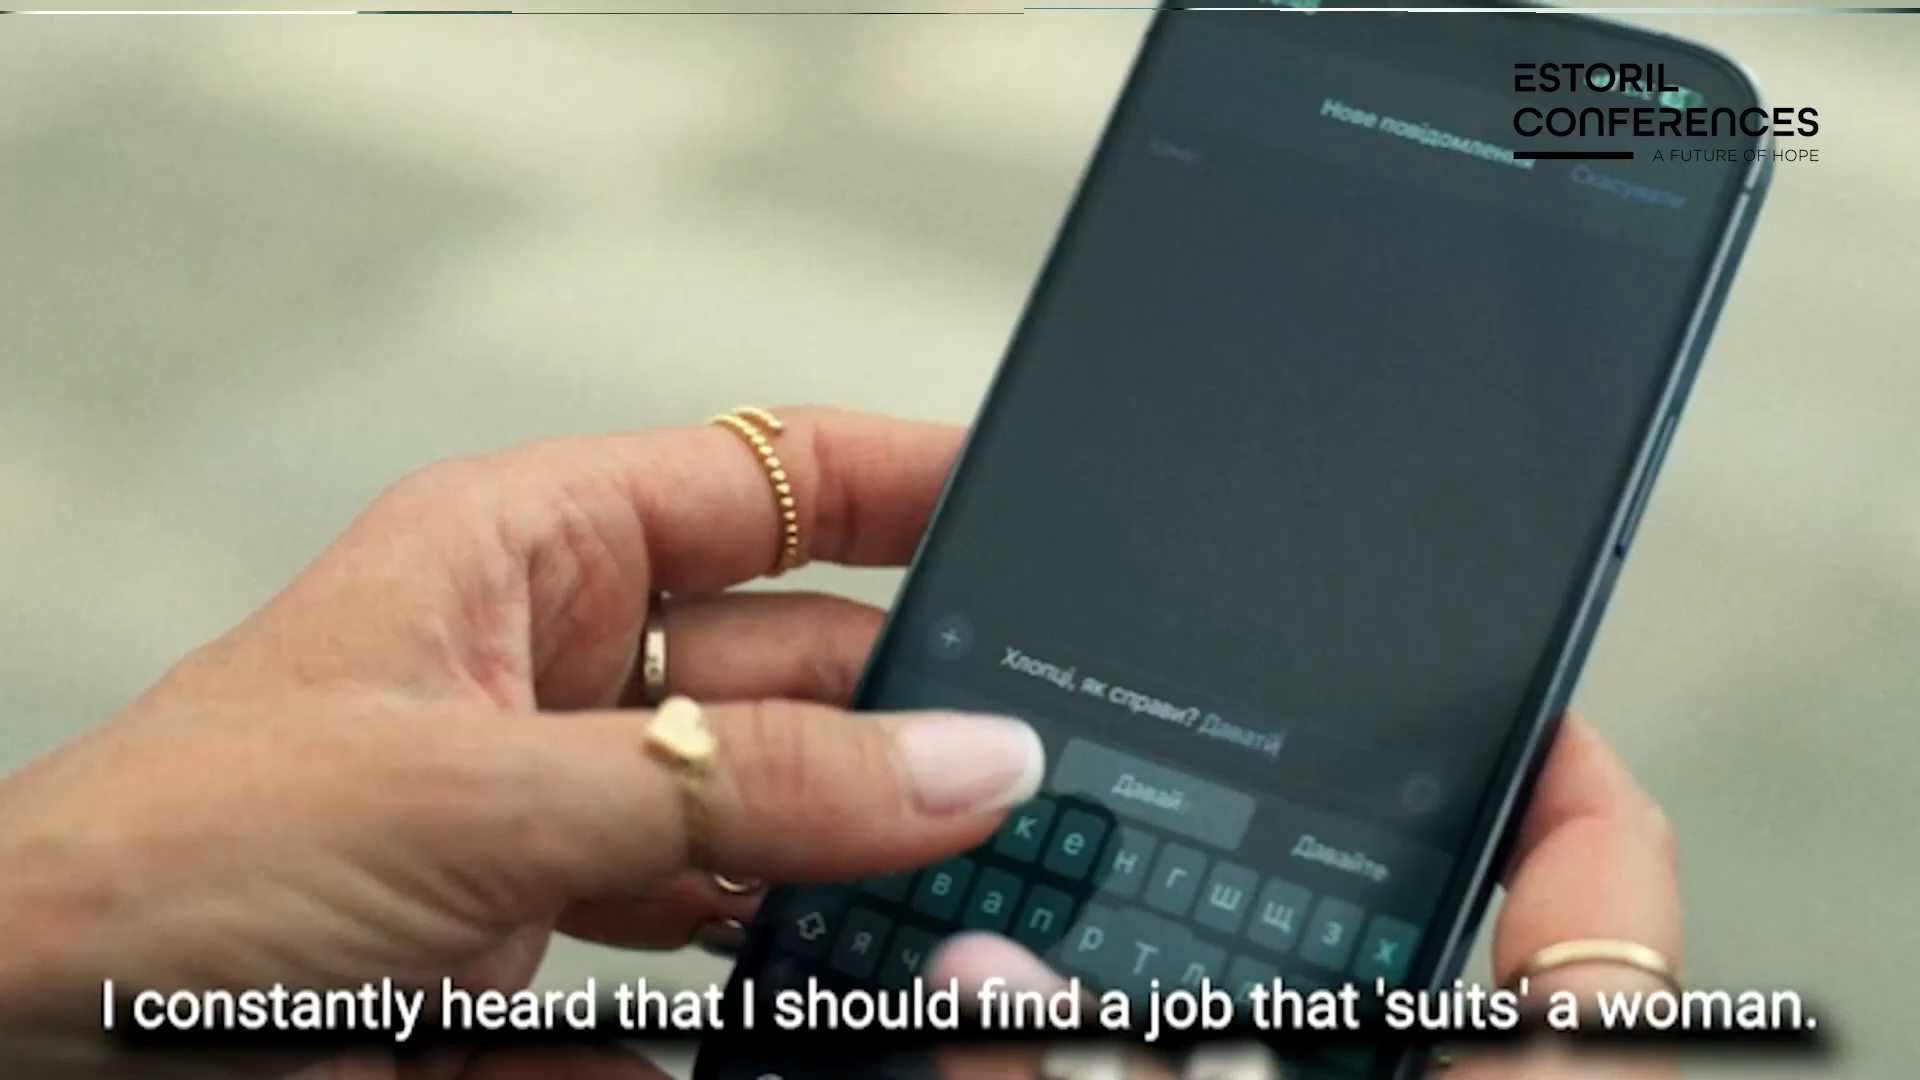 ESTORIL
CONFERENCES
A FUTURE OF HOPE
Нове повідомлення
Скасувати
+
Хлопці, як справи? Давати
Давай
Давайте
к е н г ш щ з х
в а п р
я ч
I constantly heard that I should find a job that 'suits' a woman.